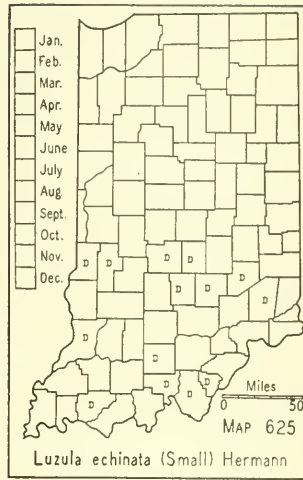 Jan.
Feb.
Mar.
Apr.
May
June
July
Aug.
Sept.
Oct.
Nov.
Dec.
D D D D
D D D
D
D
D
D D
D D
Miles
0 50
MAP 625
Luzula echinata (Small) Hermann